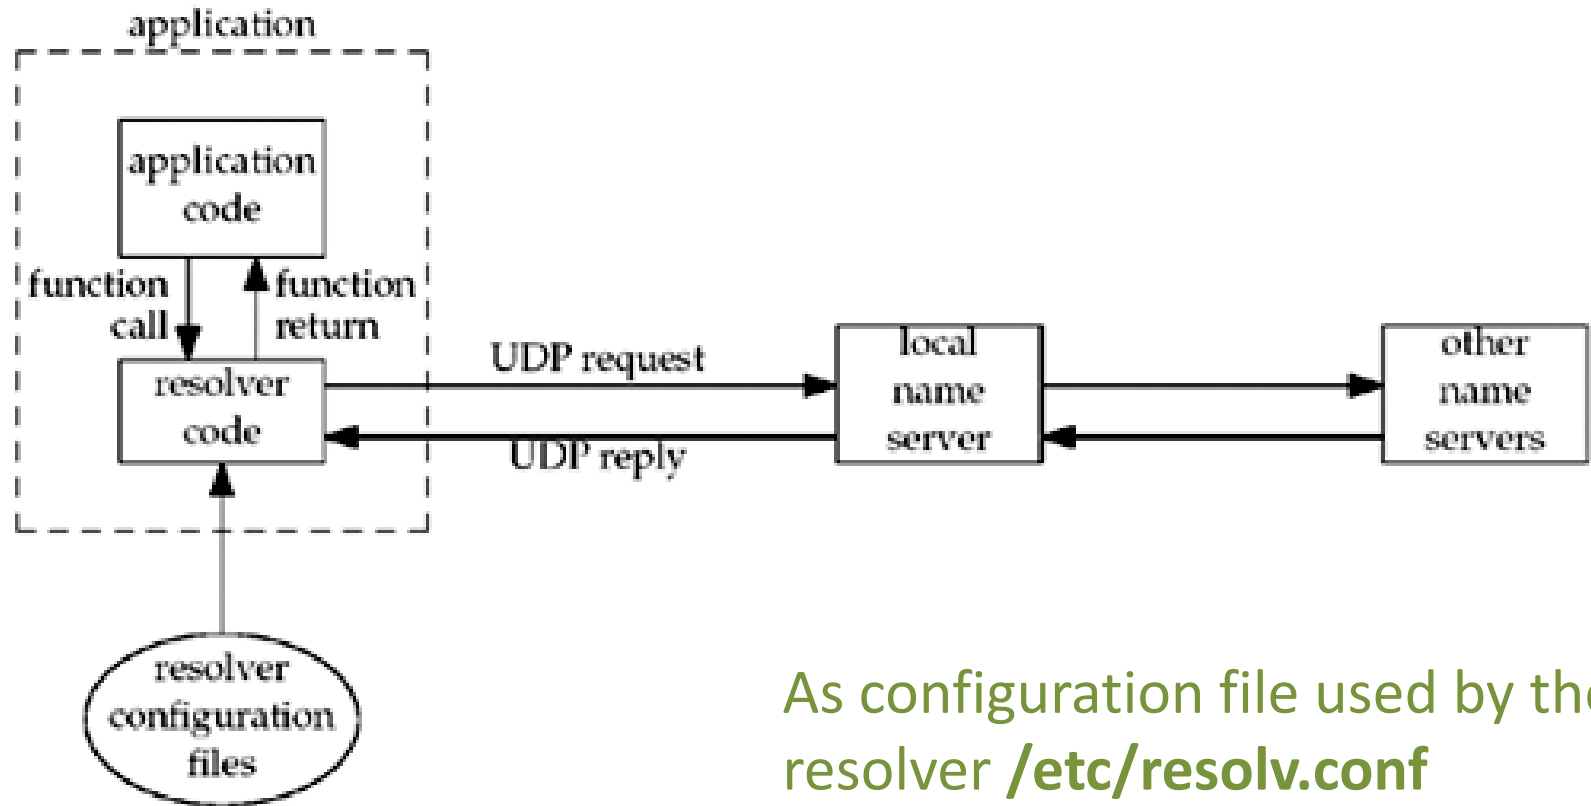 application
application
code
function
call
function
return
resolver
code
UDP request
UDP reply
local
name
server
other
name
servers
resolver
configuration
files
As configuration file used by the
resolver /etc/resolv.conf